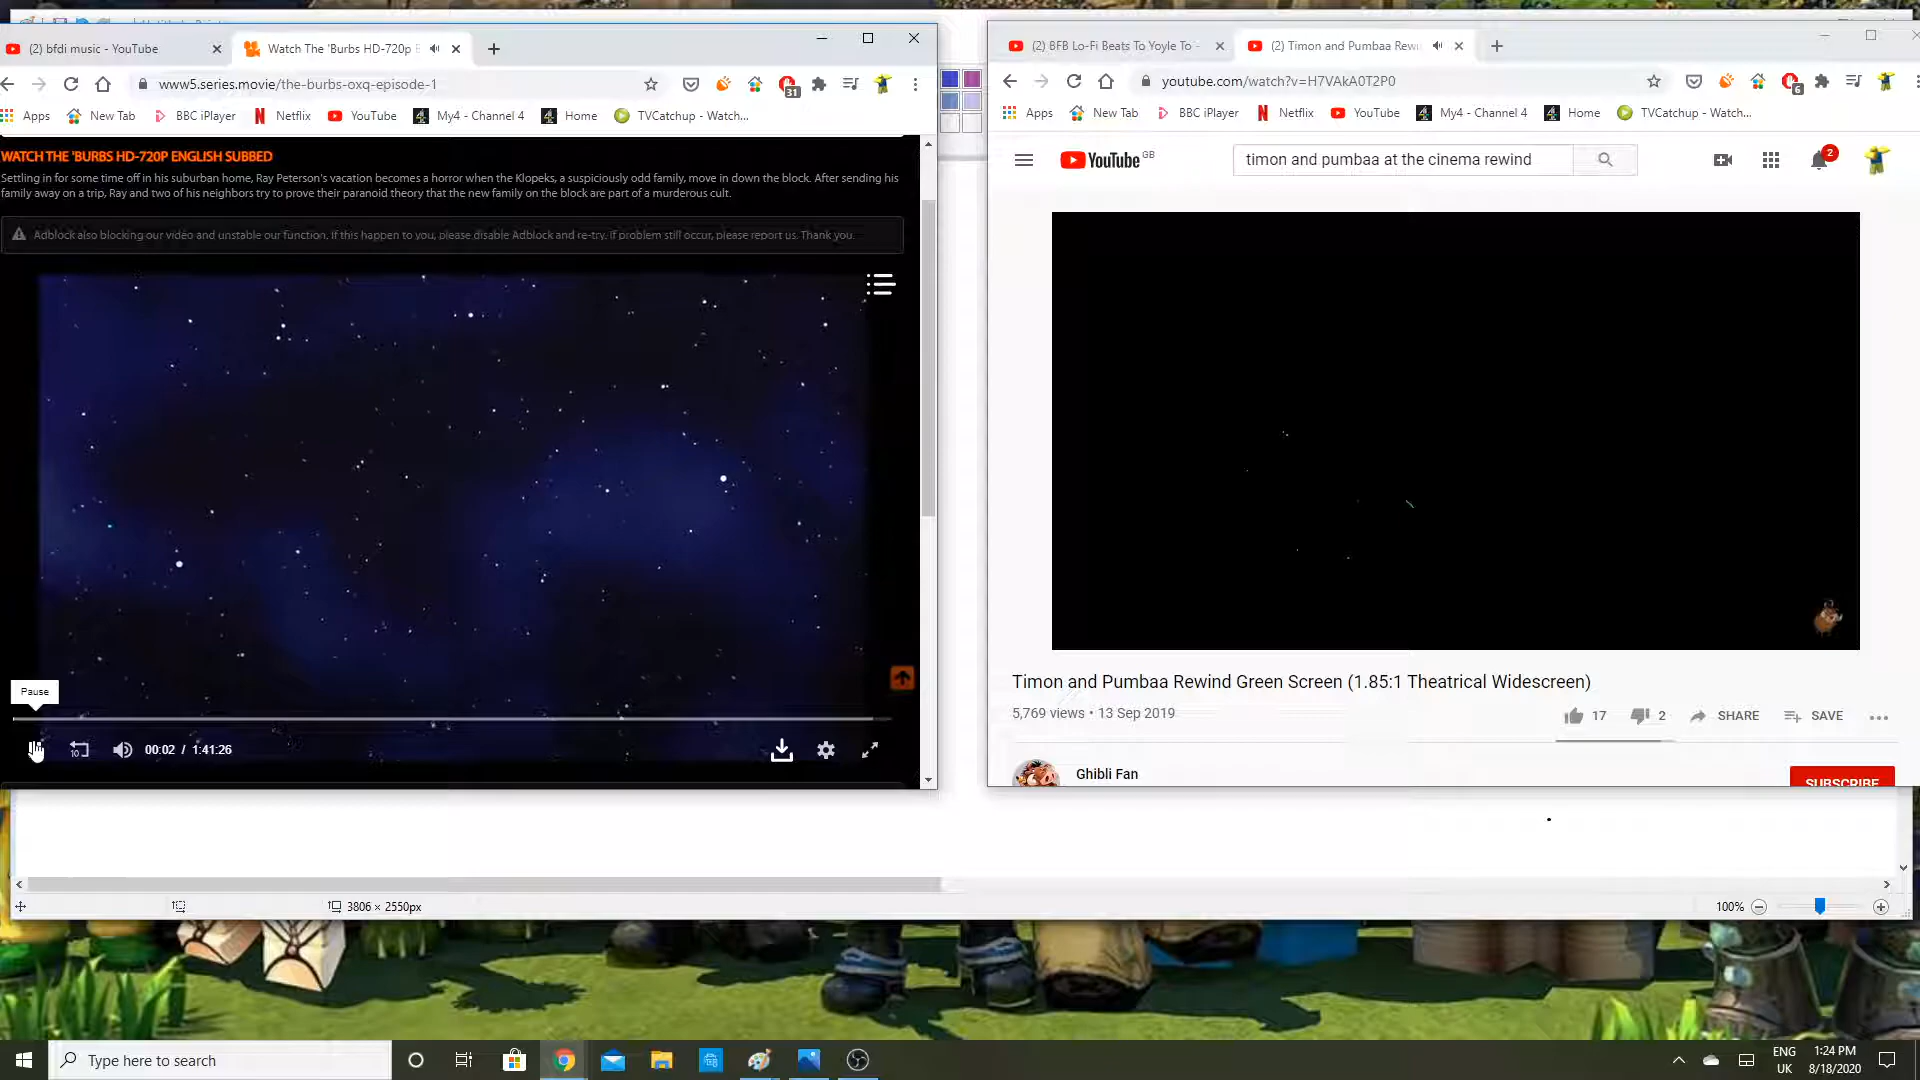 (2) bfdi music - YouTube
Watch The 'Burbs HD-720p E
www5.series.movie/the-burbs-oxq-episode-1
31
Apps
New Tab
BBC iPlayer
Netflix
YouTube
My4 - Channel 4
Home
TVCatchup - Watch...
WATCH THE 'BURBS HD-720P ENGLISH SUBBED
Settling in for some time off in his suburban home, Ray Peterson's vacation becomes a horror when the Klopeks, a suspiciously odd family, move in down the block. After sending his
family away on a trip, Ray and two of his neighbors try to prove their paranoid theory that the new family on the block are part of a murderous cult.
Adblock also blocking our video and unstable our function. If this happen to you, please disable Adblock and re-try. If problem still occur, please report us. Thank you.
Pause
10
00:02 / 1:41:26
(2) BFB Lo-Fi Beats To Yoyle To -
(2) Timon and Pumbaa Rewi
youtube.com/watch?v=H7VAkA0T2P0
6
Apps
New Tab
BBC iPlayer
Netflix
YouTube
My4 - Channel 4
Home
TVCatchup - Watch...
YouTube GB
timon and pumbaa at the cinema rewind
2
Timon and Pumbaa Rewind Green Screen (1.85:1 Theatrical Widescreen)
5,769 views • 13 Sep 2019
17
2
SHARE
SAVE
Ghibli Fan
SUBSCRIBE
3806 × 2550px
100%
Type here to search
ENG
UK
1:24 PM
8/18/2020